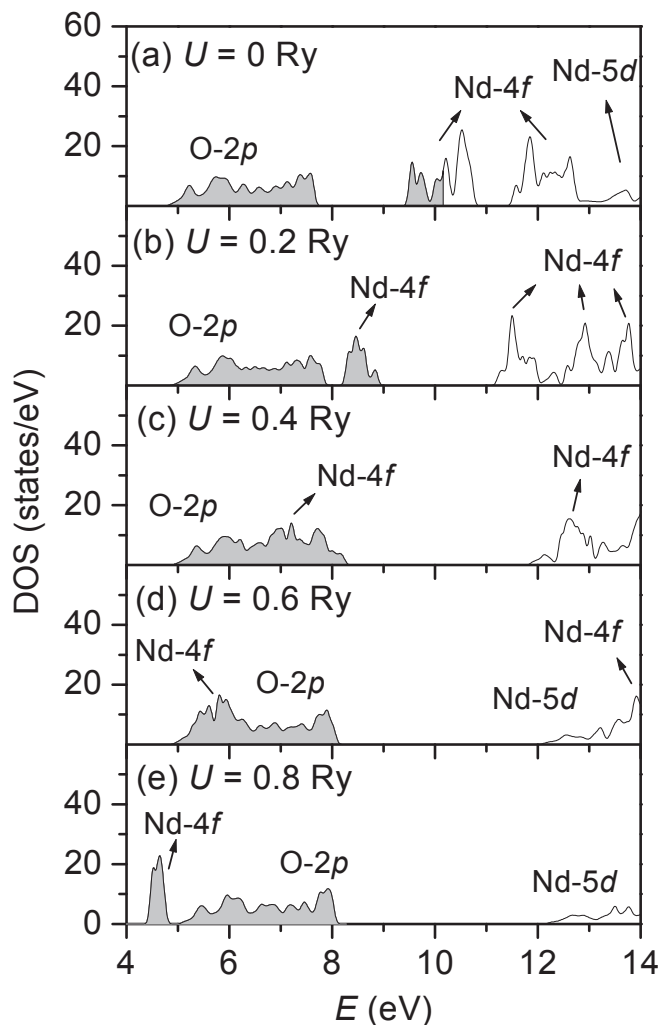 60
(a) U = 0 Ry
Nd-5d
Nd-4f
40
O-2p
20
(b) U = 0.2 Ry
Nd-4f
40
Nd-4f
O-2p
20
(c) U = 0.4 Ry
40
Nd-4f
Nd-4f
O-2p
20
DOS (states/eV)
(d) U = 0.6 Ry
Nd-4f
40
Nd-4f
O-2p
Nd-5d
20
(e) U = 0.8 Ry
40
Nd-4f
O-2p
Nd-5d
20
0
4 6 8 10 12 14
E (eV)